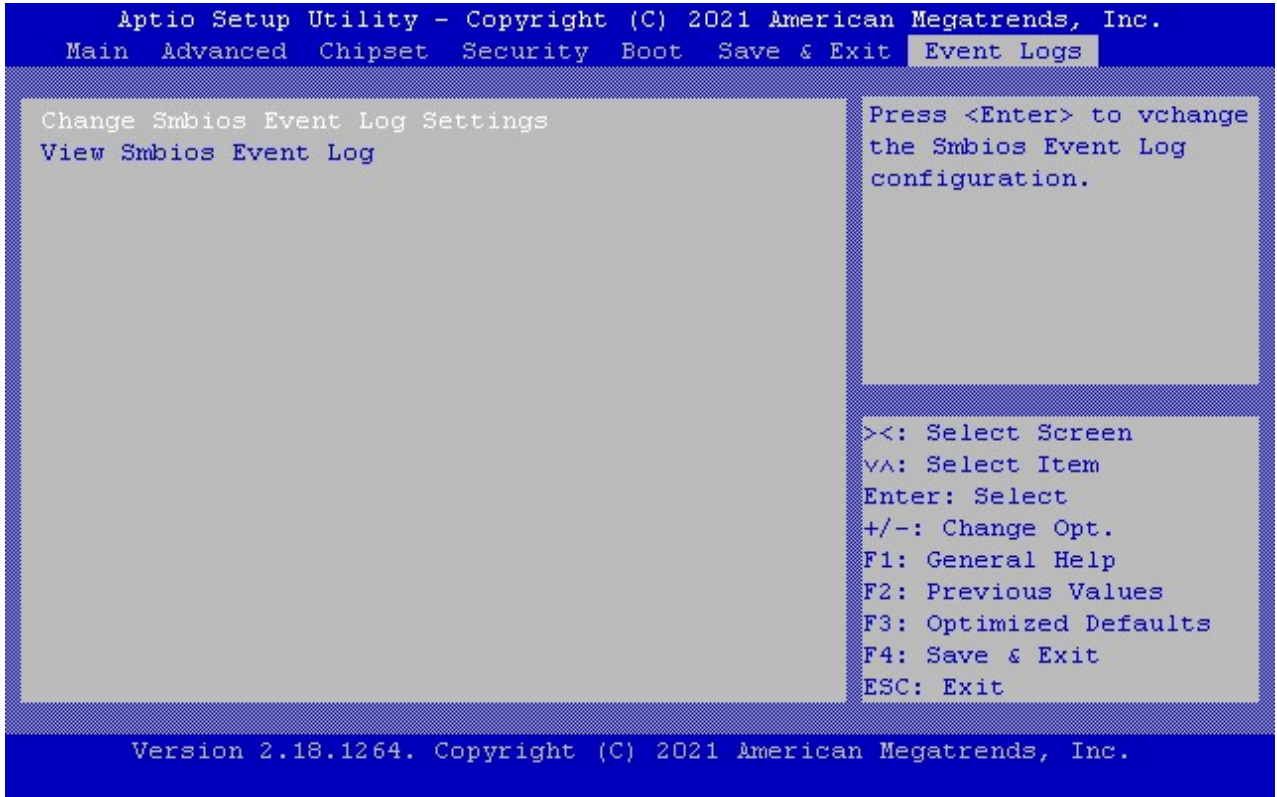 Aptio Setup Utility - Copyright (C) 2021 American Megatrends, Inc.
Main Advanced Chipset Security Boot Save & Exit Event Logs
Change Smbios Event Log Settings
View Smbios Event Log
Press <Enter> to vchange
the Smbios Event Log
configuration.
><: Select Screen
v^: Select Item
Enter: Select
+/-: Change Opt.
F1: General Help
F2: Previous Values
F3: Optimized Defaults
F4: Save & Exit
ESC: Exit
Version 2.18.1264. Copyright (C) 2021 American Megatrends, Inc.